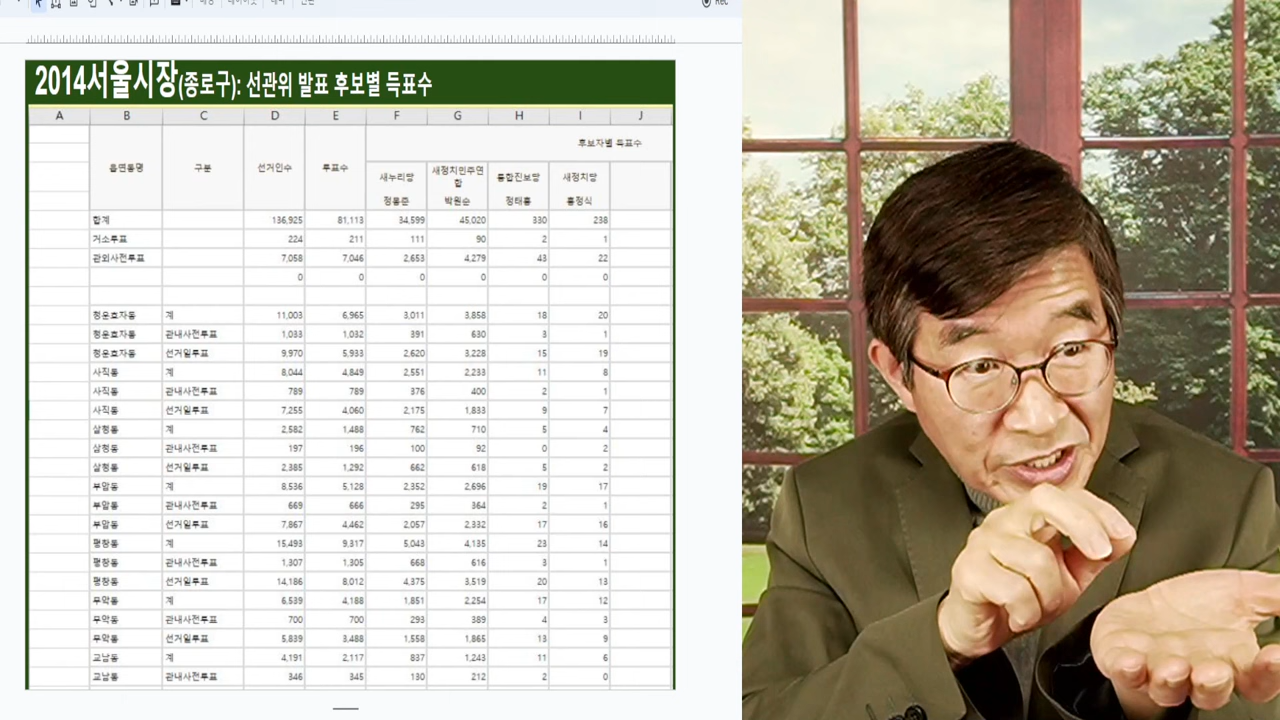 Rec
2014서울시장(종로구): 선관위 발표 후보별 득표수
A B C D E F G H I J
후보자별 득표수
읍면동명 구분 선거인수 투표수
새누리당 새정치민주연합 통합진보당 새정치당
정몽준 박원순 정태흥 홍정식
합계 136,925 81,113 34,599 45,020 330 238
거소투표 224 211 111 90 2 1
관외사전투표 7,058 7,046 2,653 4,279 43 22
0 0 0 0 0 0
청운효자동 계 11,003 6,965 3,011 3,858 18 20
청운효자동 관내사전투표 1,033 1,032 391 630 3 1
청운효자동 선거일투표 9,970 5,933 2,620 3,228 15 19
사직동 계 8,044 4,849 2,551 2,233 11 8
사직동 관내사전투표 789 789 376 400 2 1
사직동 선거일투표 7,255 4,060 2,175 1,833 9 7
삼청동 계 2,582 1,488 762 710 5 4
삼청동 관내사전투표 197 196 100 92 0 2
삼청동 선거일투표 2,385 1,292 662 618 5 2
부암동 계 8,536 5,128 2,352 2,696 19 17
부암동 관내사전투표 669 666 295 364 2 1
부암동 선거일투표 7,867 4,462 2,057 2,332 17 16
평창동 계 15,493 9,317 5,043 4,135 23 14
평창동 관내사전투표 1,307 1,305 668 616 3 1
평창동 선거일투표 14,186 8,012 4,375 3,519 20 13
무악동 계 6,539 4,188 1,851 2,254 17 12
무악동 관내사전투표 700 700 293 389 4 3
무악동 선거일투표 5,839 3,488 1,558 1,865 13 9
교남동 계 4,191 2,117 837 1,243 11 6
교남동 관내사전투표 346 345 130 212 2 0